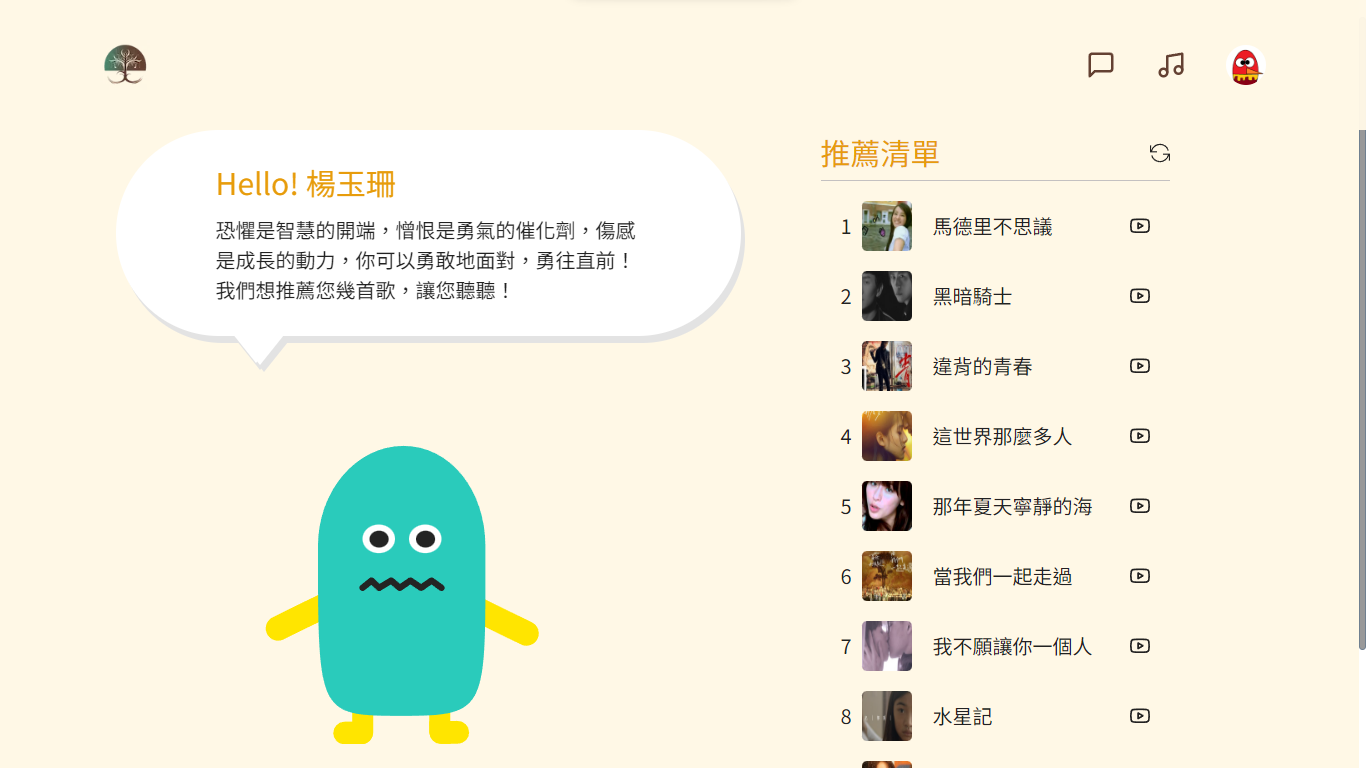 Hello! 楊玉珊
恐懼是智慧的開端，憎恨是勇氣的催化劑，傷感
是成長的動力，你可以勇敢地面對，勇往直前！
我們想推薦您幾首歌，讓您聽聽！
推薦清單
1 馬德里不思議
2 黑暗騎士
3 違背的青春
4 這世界那麼多人
5 那年夏天寧靜的海
6 當我們一起走過
7 我不願讓你一個人
8 水星記